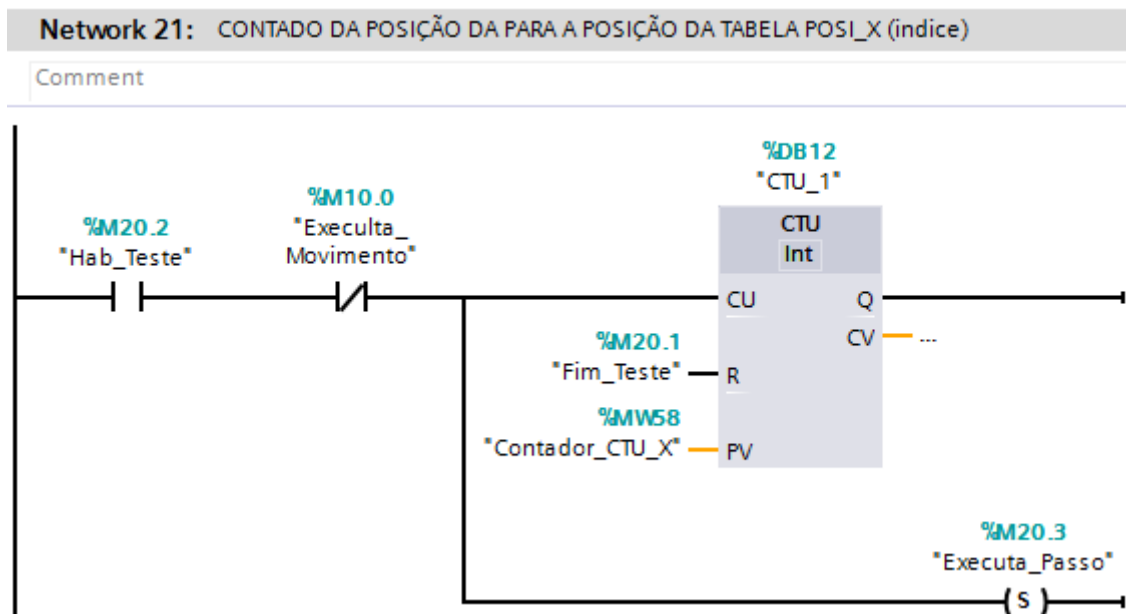 Network 21: CONTADO DA POSIÇÃO DA PARA A POSIÇÃO DA TABELA POSI_X (indice)
Comment
%M20.2
"Hab_Teste"
%M10.0
"Execulta_
Movimento"
%DB12
"CTU_1"
CTU
Int
CU Q
CV ...
%M20.1
"Fim_Teste" R
%MW58
"Contador_CTU_X" PV
%M20.3
"Executa_Passo"
S